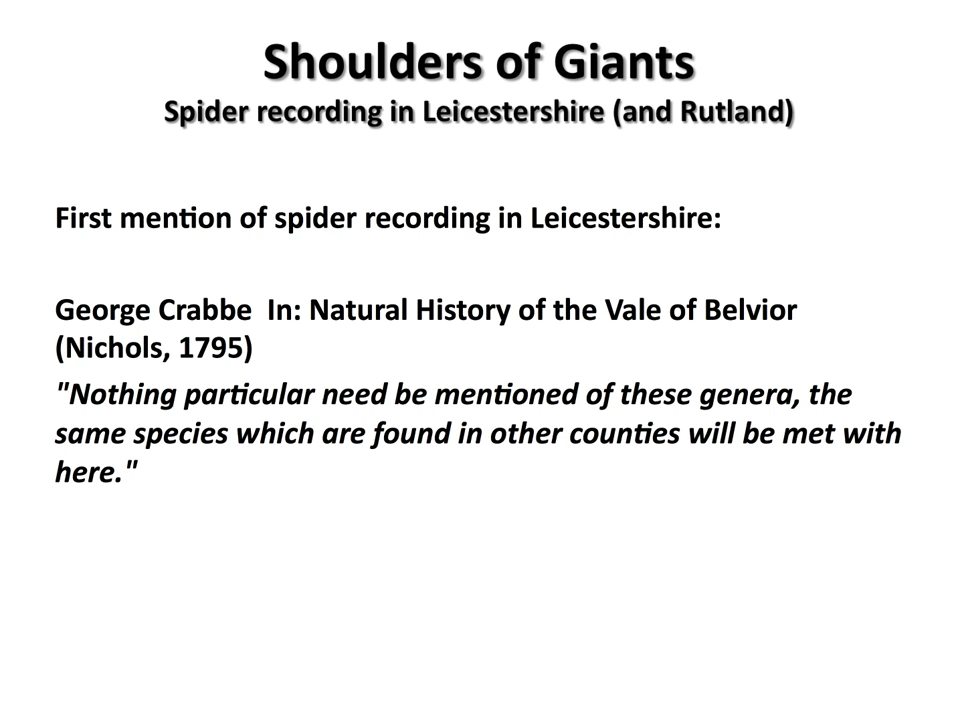 Shoulders of Giants
Spider recording in Leicestershire (and Rutland)
First mention of spider recording in Leicestershire:
George Crabbe  In: Natural History of the Vale of Belvior
(Nichols, 1795)
"Nothing particular need be mentioned of these genera, the
same species which are found in other counties will be met with
here."